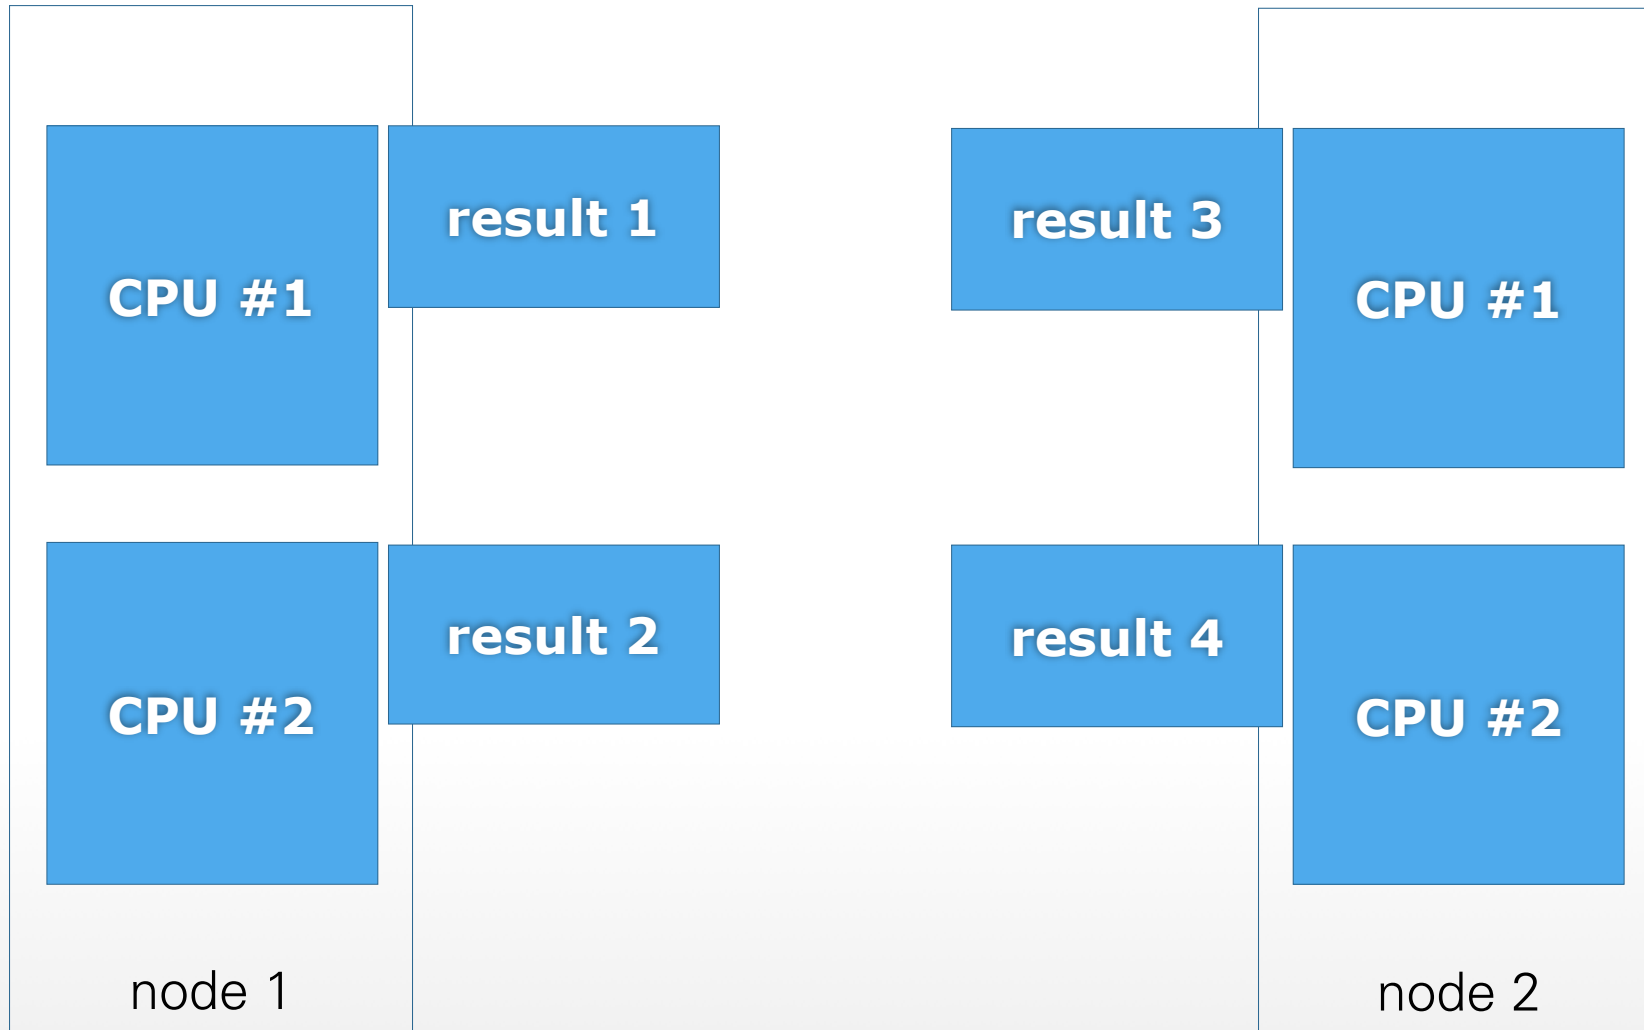 CPU #1
result 1
CPU #2
result 2
node 1
result 3
CPU #1
result 4
CPU #2
node 2